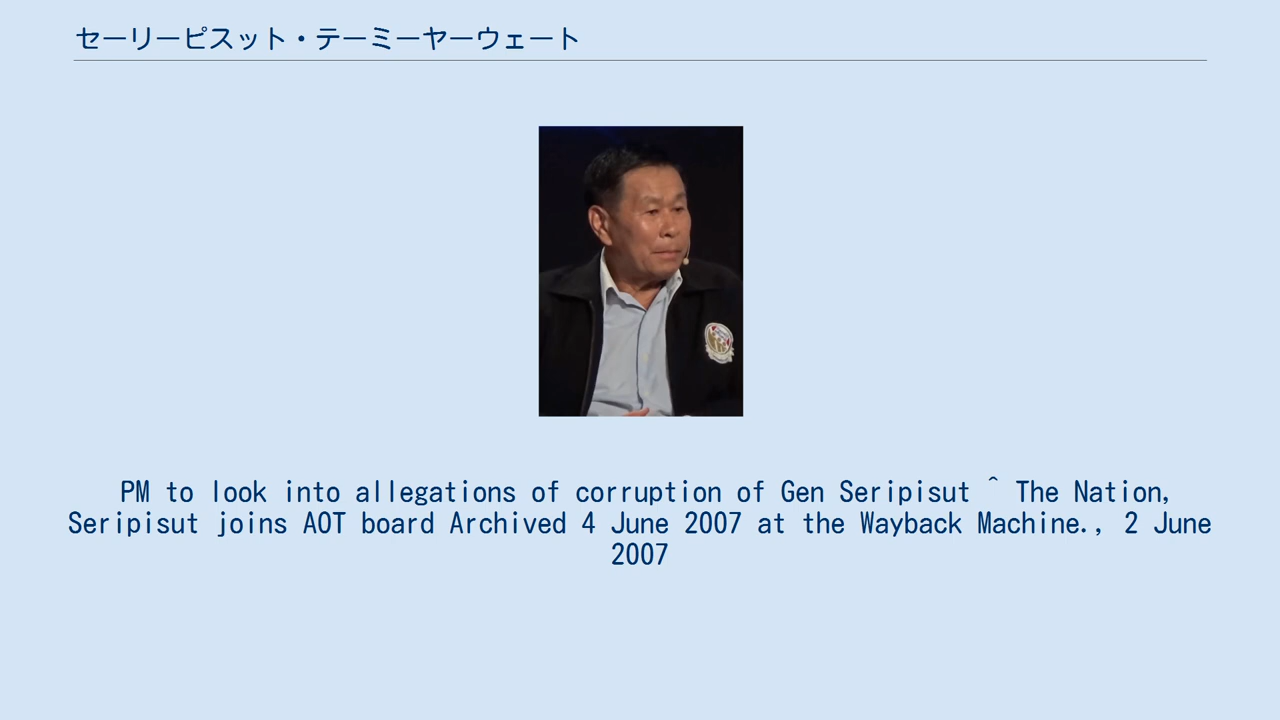 セーリーピスット・テーミーヤーウェート
PM to look into allegations of corruption of Gen Seripisut ^ The Nation,
Seripisut joins AOT board Archived 4 June 2007 at the Wayback Machine., 2 June
2007